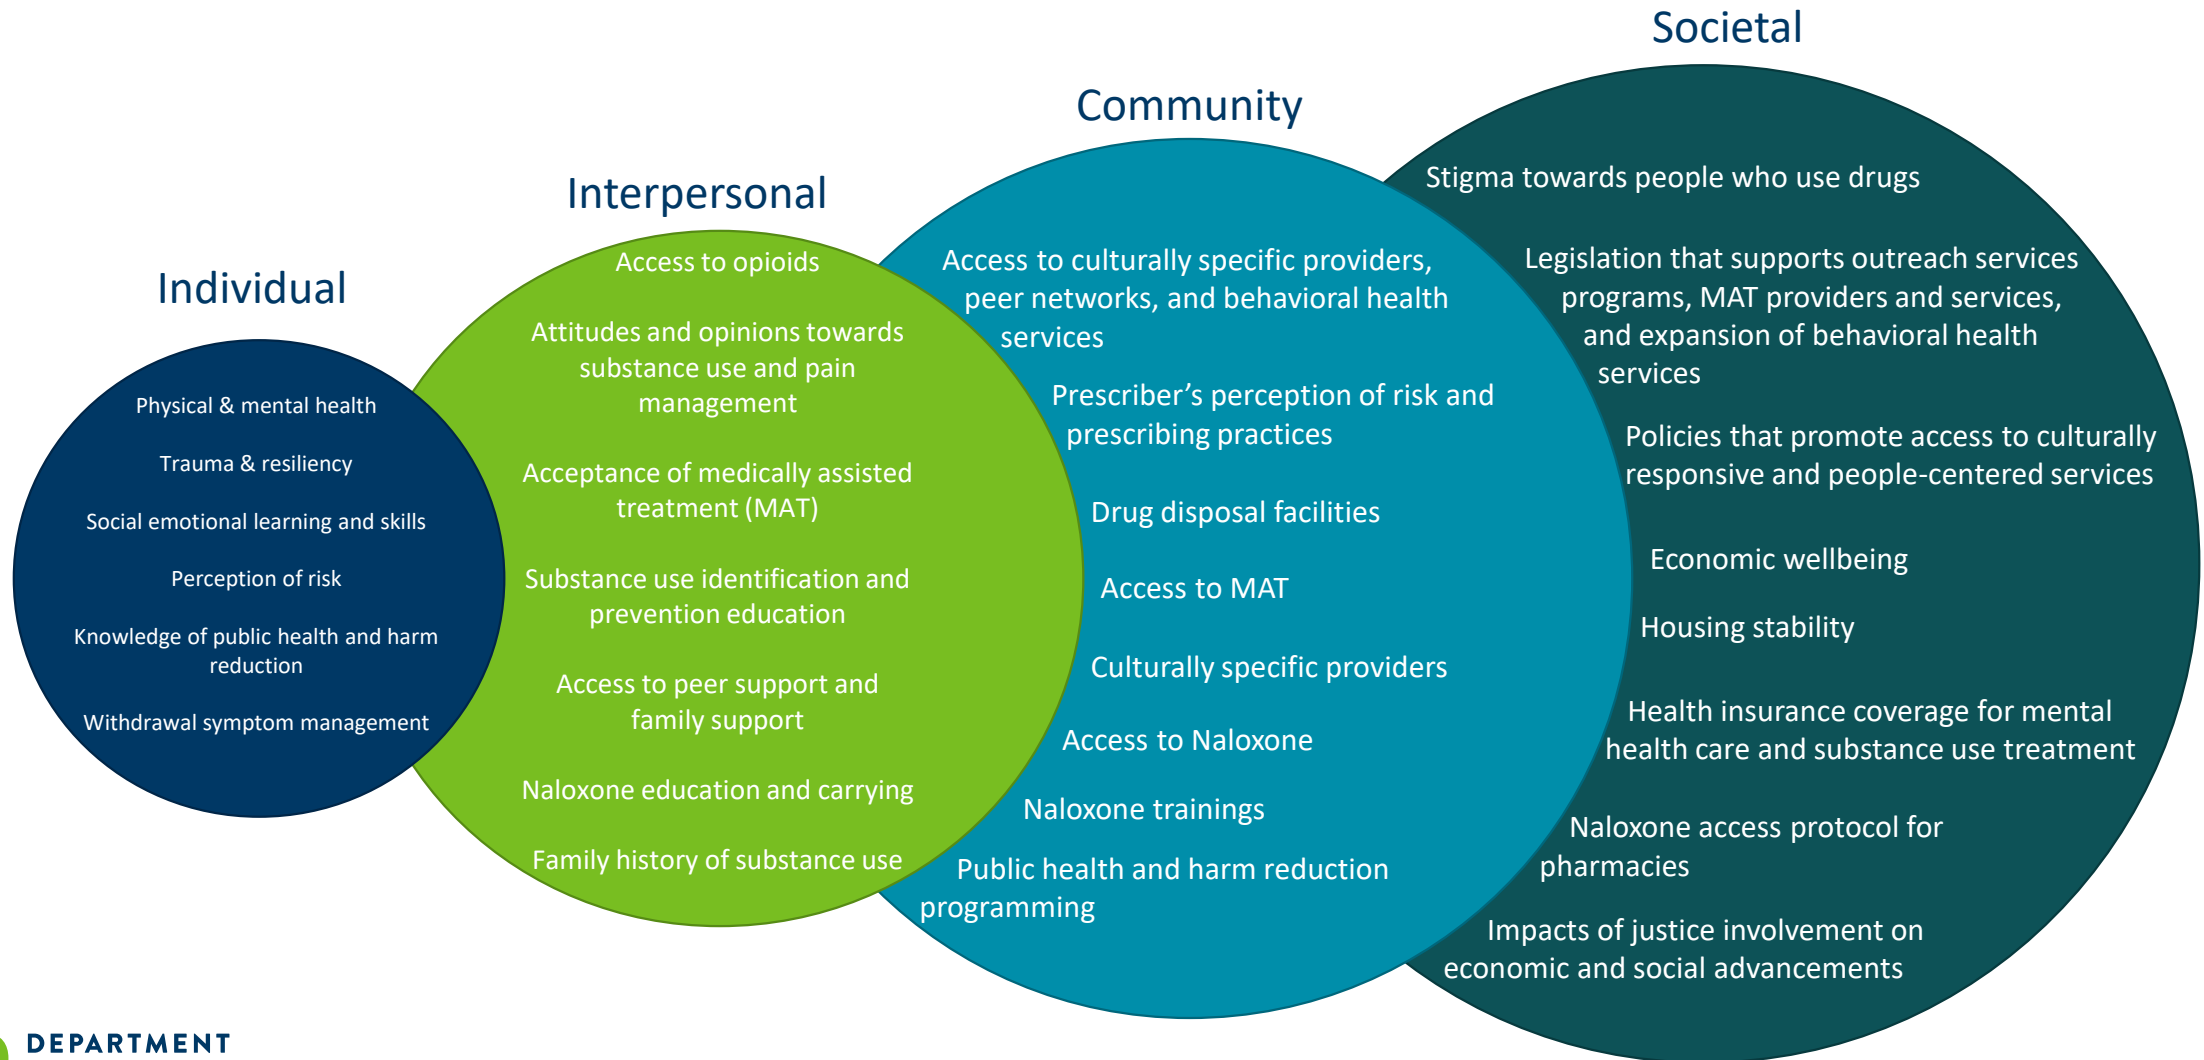 Individual
Physical & mental health
Trauma & resiliency
Social emotional learning and skills
Perception of risk
Knowledge of public health and harm
reduction
Withdrawal symptom management
Interpersonal
Access to opioids
Attitudes and opinions towards
substance use and pain
management
Acceptance of medically assisted
treatment (MAT)
Substance use identification and
prevention education
Access to peer support and
family support
Naloxone education and carrying
Family history of substance use
Community
Access to culturally specific providers,
peer networks, and behavioral health
services
Prescriber’s perception of risk and
prescribing practices
Drug disposal facilities
Access to MAT
Culturally specific providers
Access to Naloxone
Naloxone trainings
Public health and harm reduction
programming
Societal
Stigma towards people who use drugs
Legislation that supports outreach services
programs, MAT providers and services,
and expansion of behavioral health
services
Policies that promote access to culturally
responsive and people-centered services
Economic wellbeing
Housing stability
Health insurance coverage for mental
health care and substance use treatment
Naloxone access protocol for
pharmacies
Impacts of justice involvement on
economic and social advancements
DEPARTMENT